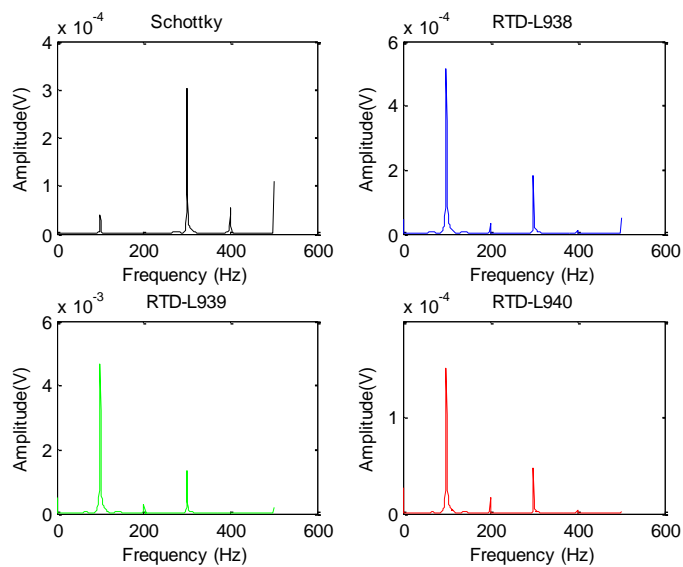 Schottky
x 10^-4
4
3
2
1
0
Amplitude(V)
0 200 400 600
Frequency (Hz)
RTD-L938
x 10^-4
6
4
2
0
Amplitude(V)
0 200 400 600
Frequency (Hz)
RTD-L939
x 10^-3
6
4
2
0
Amplitude(V)
0 200 400 600
Frequency (Hz)
RTD-L940
x 10^-4
1
0
Amplitude(V)
0 200 400 600
Frequency (Hz)